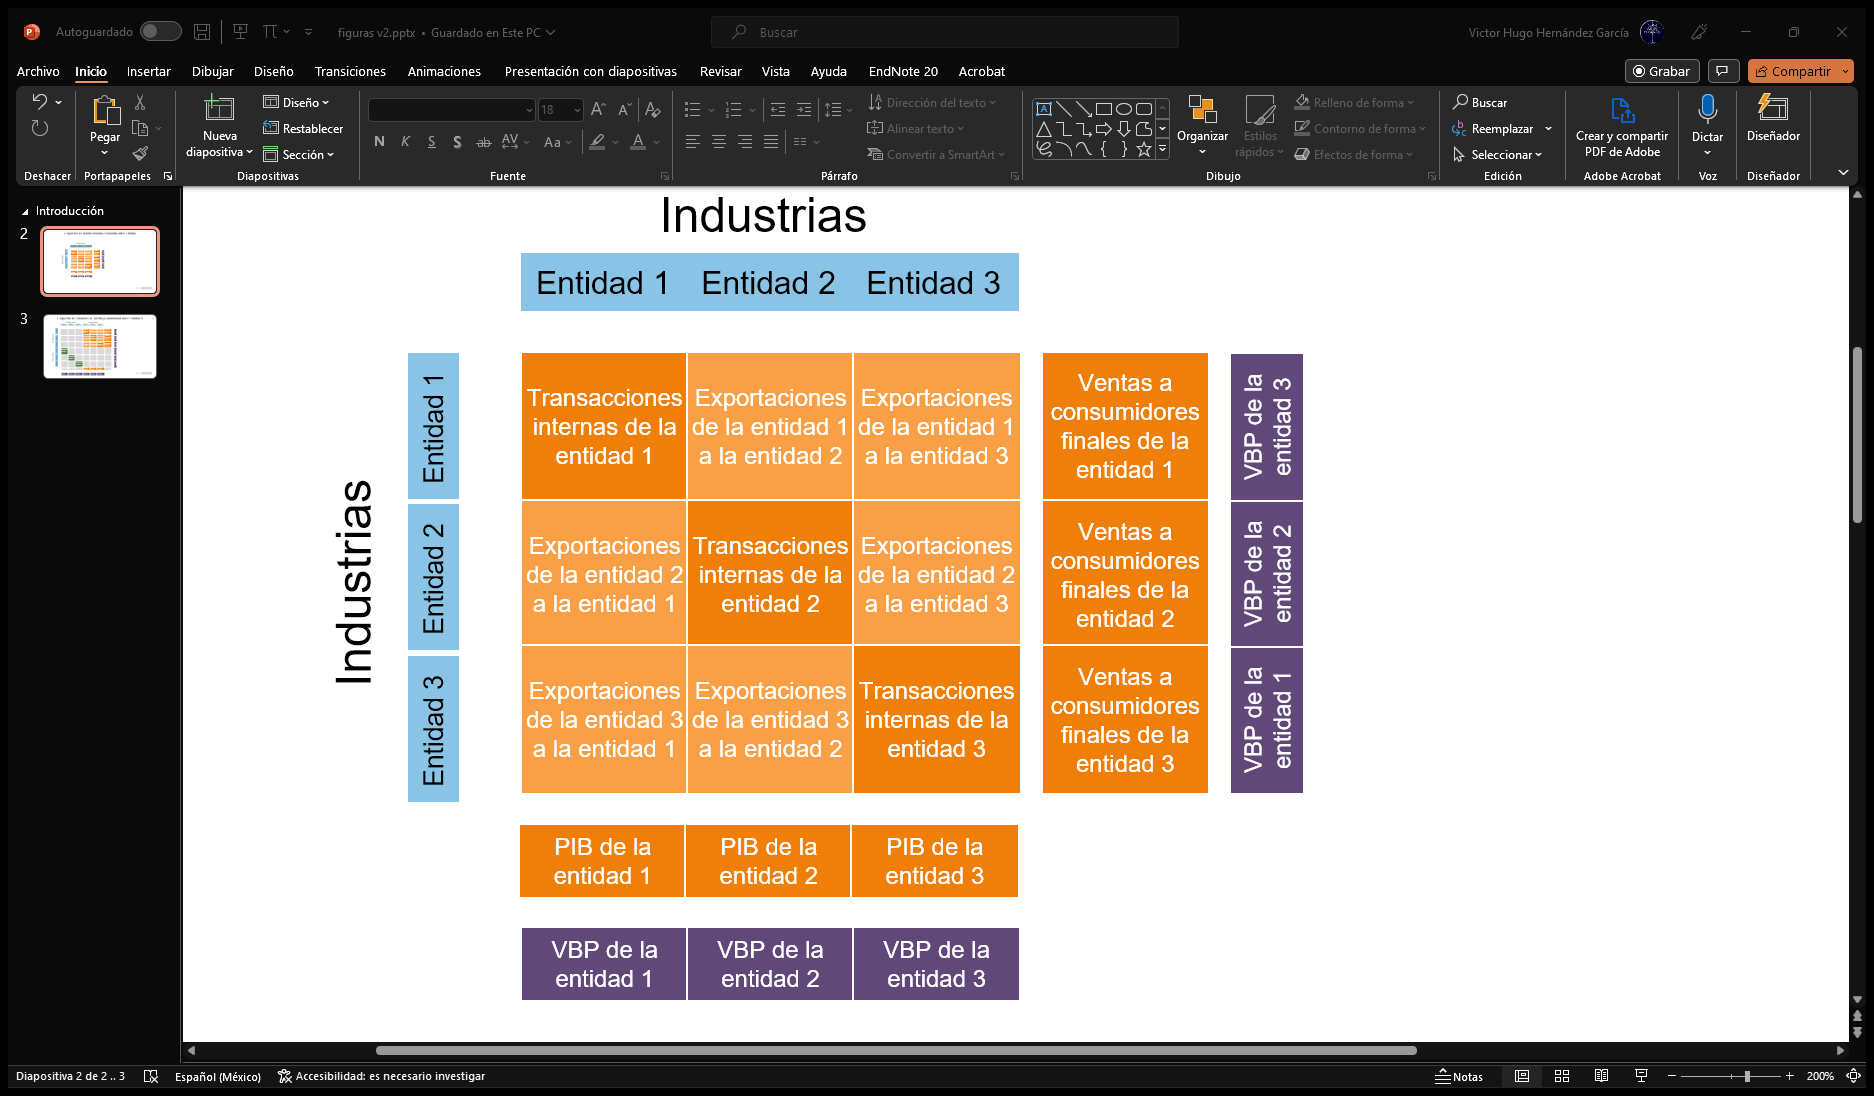 Autoguardado
figuras v2.pptx • Guardado en Este PC
Buscar
Victor Hugo Hernández García
Archivo Inicio Insertar Dibujar Diseño Transiciones Animaciones Presentación con diapositivas Revisar Vista Ayuda EndNote 20 Acrobat
Grabar
Compartir
Deshacer
Pegar
Portapapeles
Nueva
diapositiva
Diseño
Restablecer
Sección
Diapositivas
18
N K S S ab AV Aa A
Fuente
Dirección del texto
Alinear texto
Convertir a SmartArt
Párrafo
Organizar
Estilos
rápidos
Relleno de forma
Contorno de forma
Efectos de forma
Dibujo
Buscar
Reemplazar
Seleccionar
Edición
Crear y compartir
PDF de Adobe
Adobe Acrobat
Dictar
Voz
Diseñador
Diseñador
Introducción
2
3
Industrias
Entidad 1 Entidad 2 Entidad 3
Industrias
Entidad 1
Entidad 2
Entidad 3
Transacciones
internas de la
entidad 1
Exportaciones
de la entidad 1
a la entidad 2
Exportaciones
de la entidad 1
a la entidad 3
Ventas a
consumidores
finales de la
entidad 1
VBP de la
entidad 3
Exportaciones
de la entidad 2
a la entidad 1
Transacciones
internas de la
entidad 2
Exportaciones
de la entidad 2
a la entidad 3
Ventas a
consumidores
finales de la
entidad 2
VBP de la
entidad 2
Exportaciones
de la entidad 3
a la entidad 1
Exportaciones
de la entidad 3
a la entidad 2
Transacciones
internas de la
entidad 3
Ventas a
consumidores
finales de la
entidad 3
VBP de la
entidad 1
PIB de la
entidad 1
PIB de la
entidad 2
PIB de la
entidad 3
VBP de la
entidad 1
VBP de la
entidad 2
VBP de la
entidad 3
Diapositiva 2 de 2 .. 3
Español (México)
Accesibilidad: es necesario investigar
Notas
200%